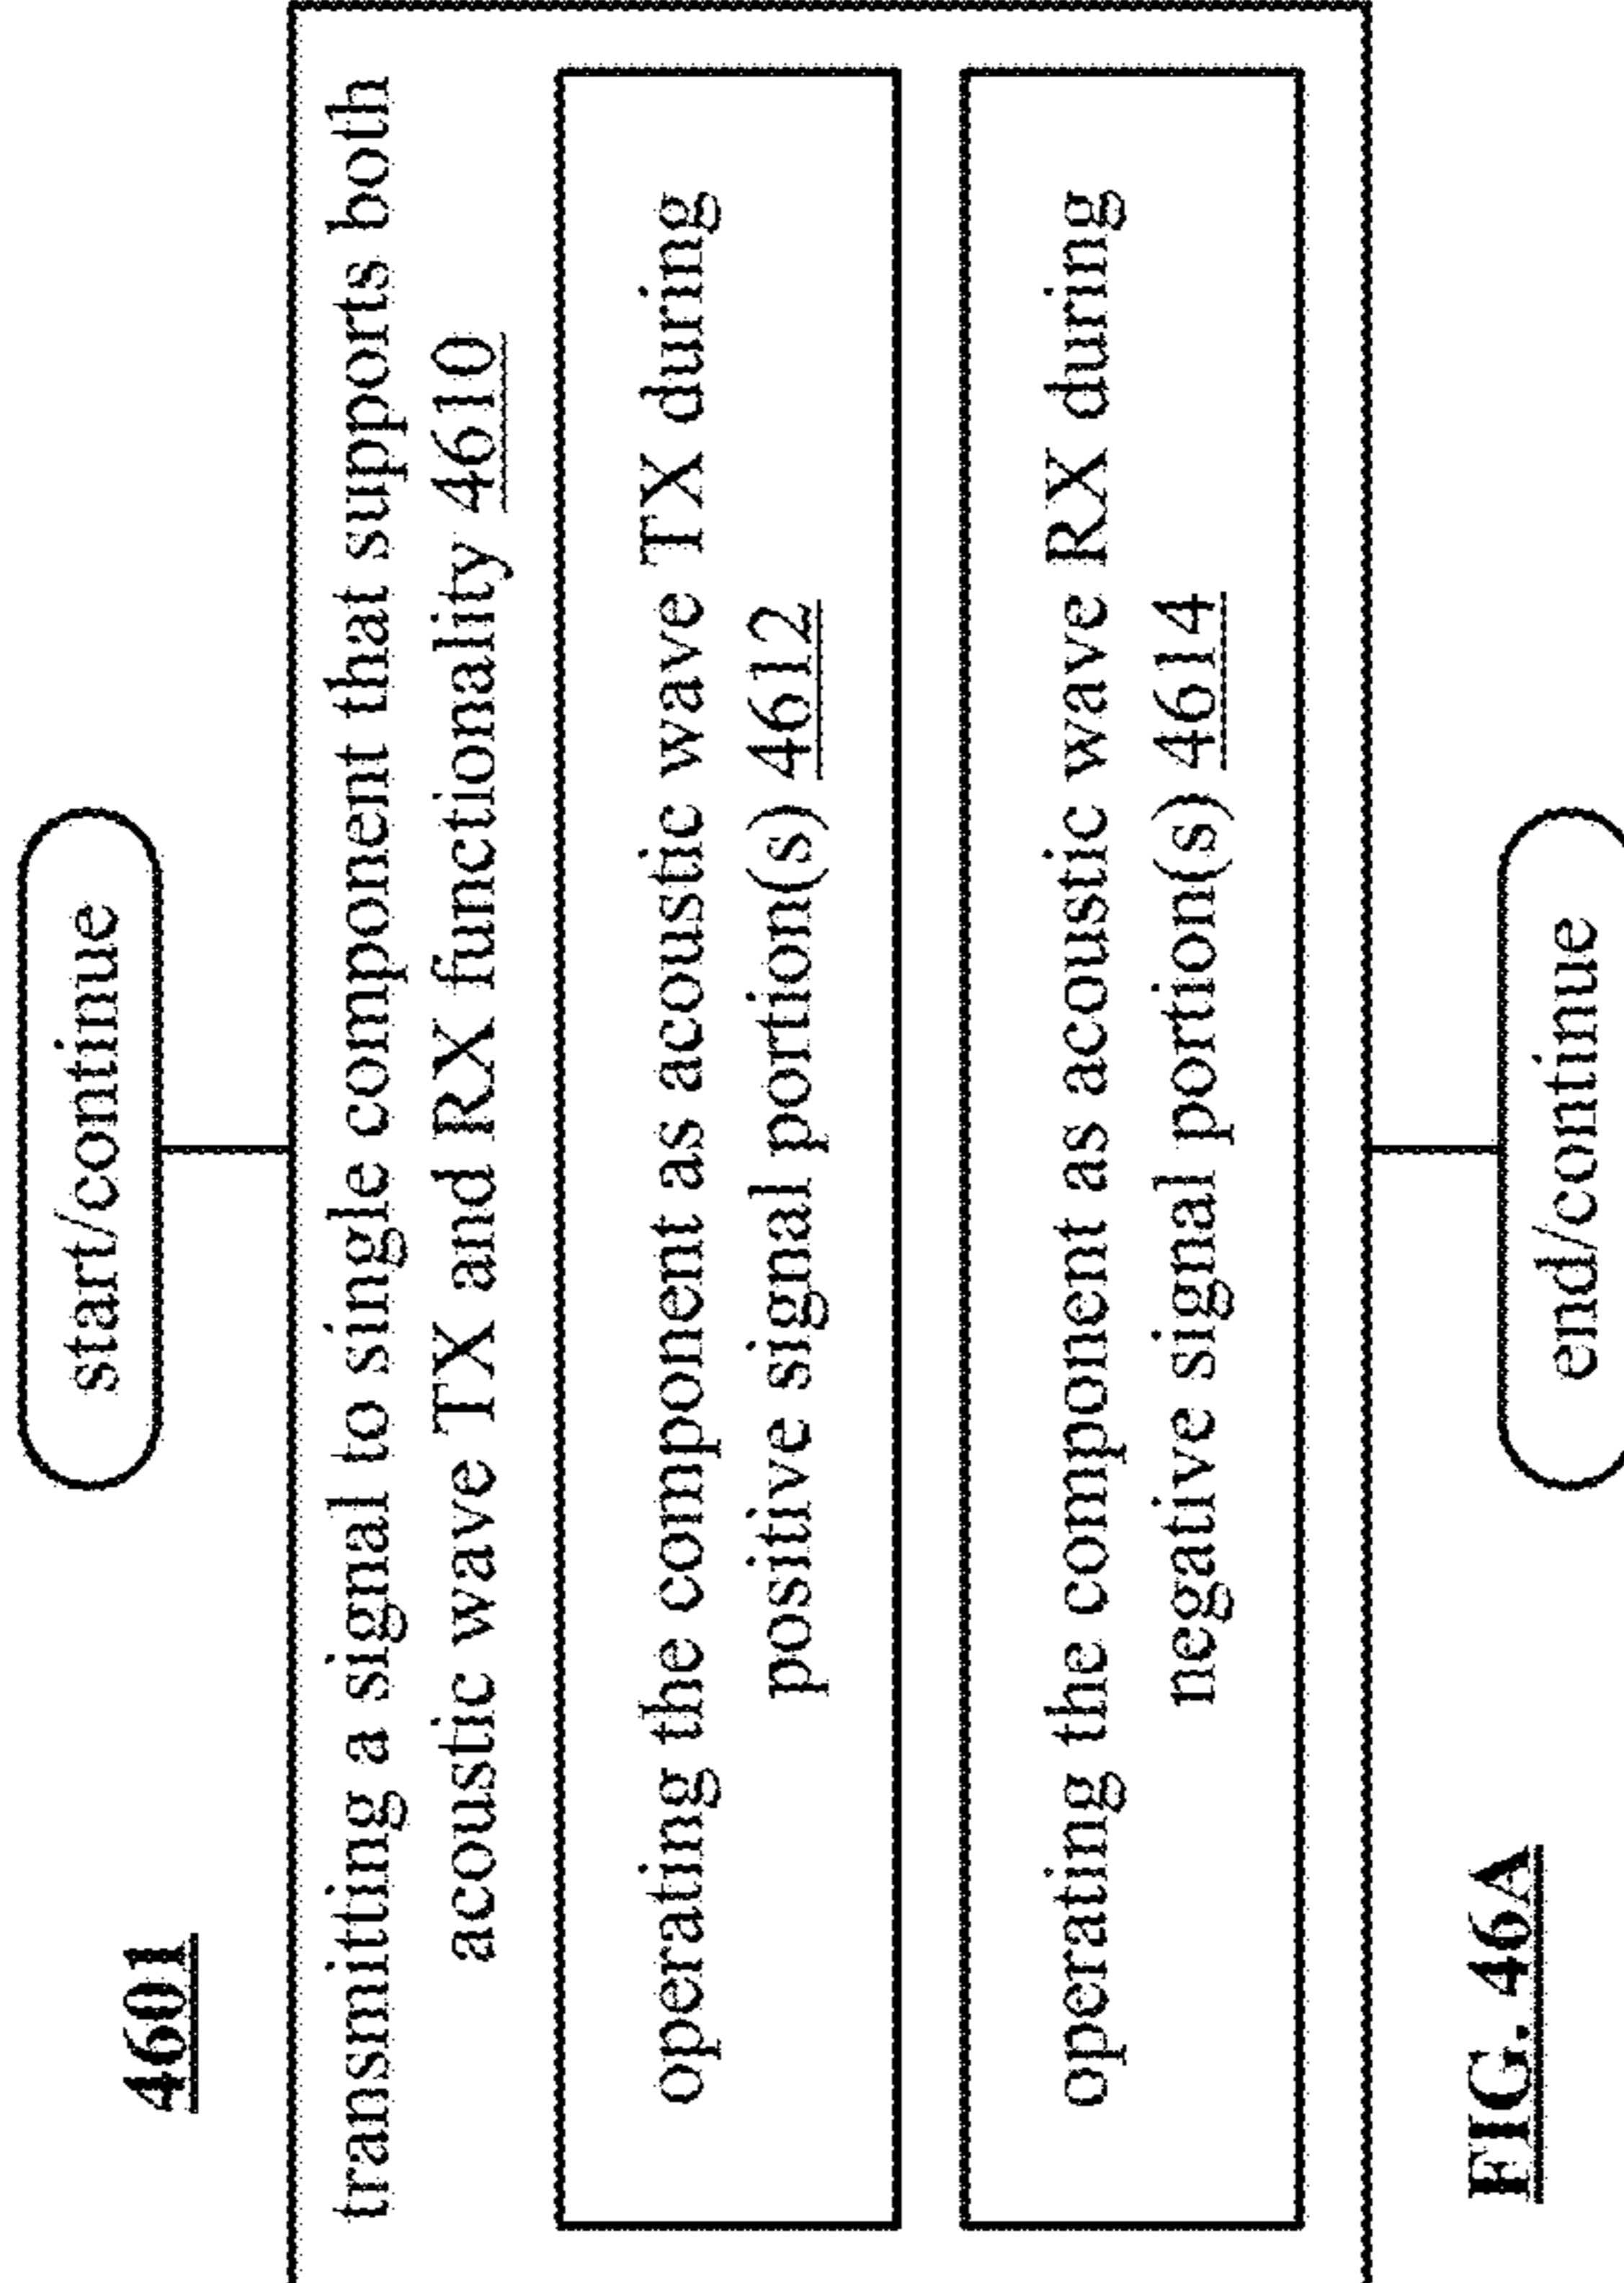 4601
start/continue
transmitting a signal to single component that supports both
acoustic wave TX and RX functionality 4610
operating the component as acoustic wave TX during
positive signal portion(s) 4612
operating the component as acoustic wave RX during
negative signal portion(s) 4614
end/continue
FIG. 46A